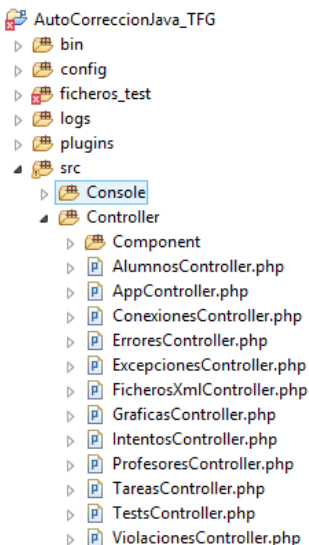 AutoCorreccionJava_TFG
bin
config
ficheros_test
logs
plugins
src
Console
Controller
Component
AlumnosController.php
AppController.php
ConexionesController.php
ErroresController.php
ExcepcionesController.php
FicherosXmlController.php
GraficasController.php
IntentosController.php
ProfesoresController.php
TareasController.php
TestsController.php
ViolacionesController.php